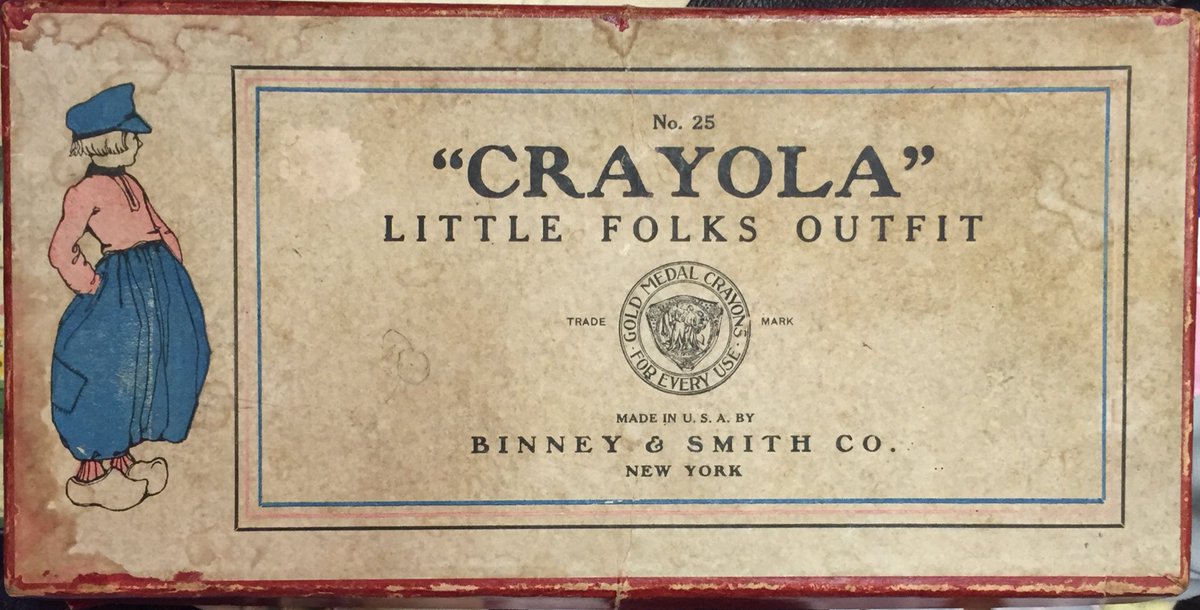 No. 25
“CRAYOLA”
LITTLE FOLKS OUTFIT
GOLD MEDAL CRAYONS
· FOR EVERY USE ·
TRADE MARK
MADE IN U. S. A. BY
BINNEY & SMITH CO.
NEW YORK